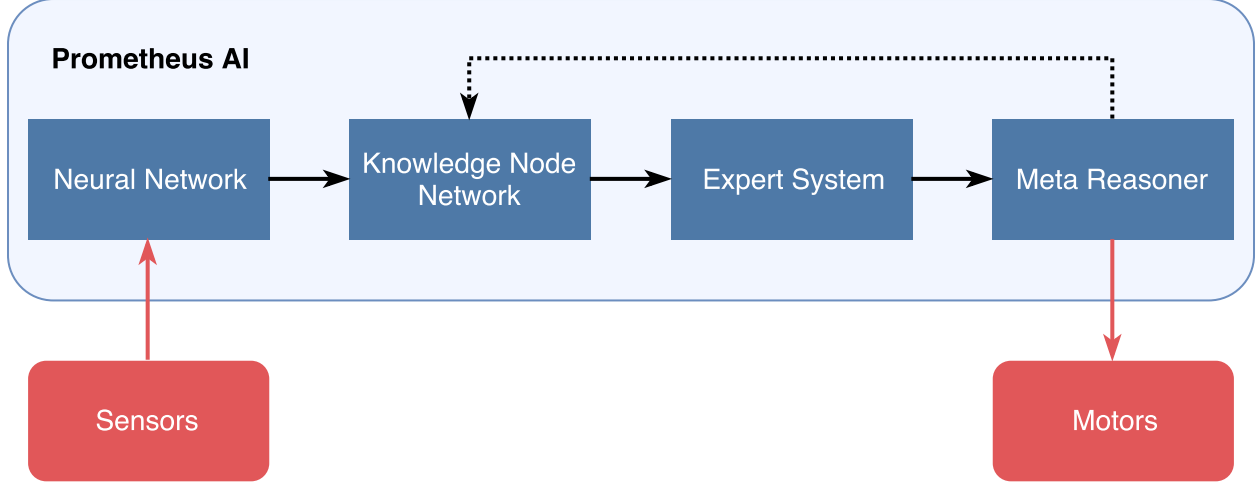 Prometheus AI
Neural Network
Knowledge Node
Network
Expert System
Meta Reasoner
Sensors
Motors